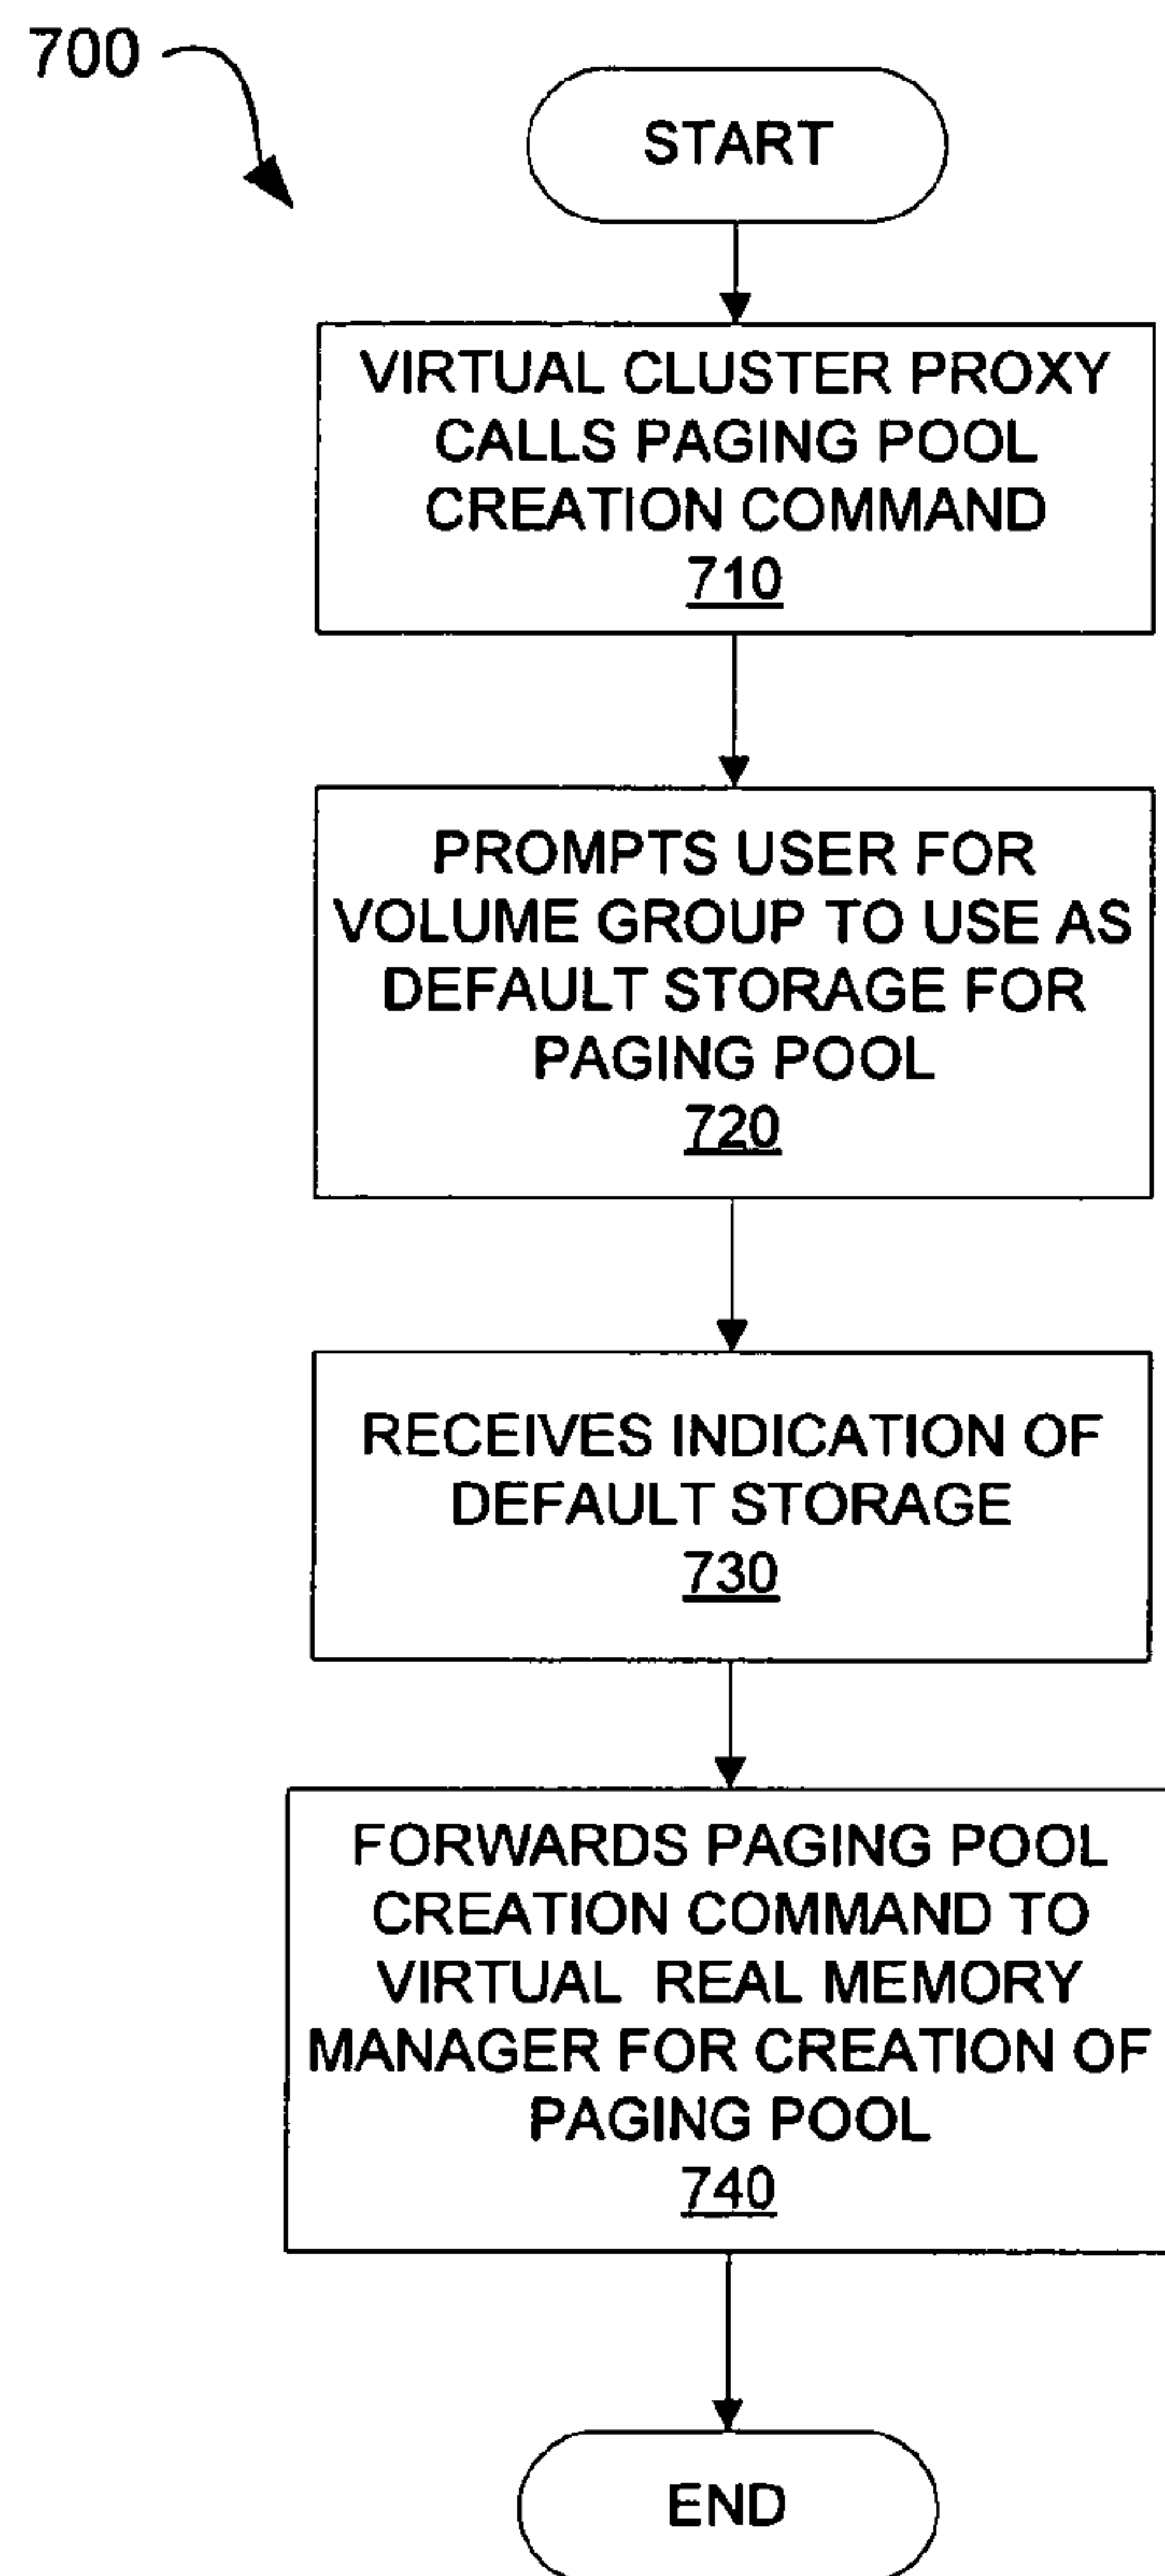 700
START
VIRTUAL CLUSTER PROXY
CALLS PAGING POOL
CREATION COMMAND
710
PROMPTS USER FOR
VOLUME GROUP TO USE AS
DEFAULT STORAGE FOR
PAGING POOL
720
RECEIVES INDICATION OF
DEFAULT STORAGE
730
FORWARDS PAGING POOL
CREATION COMMAND TO
VIRTUAL REAL MEMORY
MANAGER FOR CREATION OF
PAGING POOL
740
END